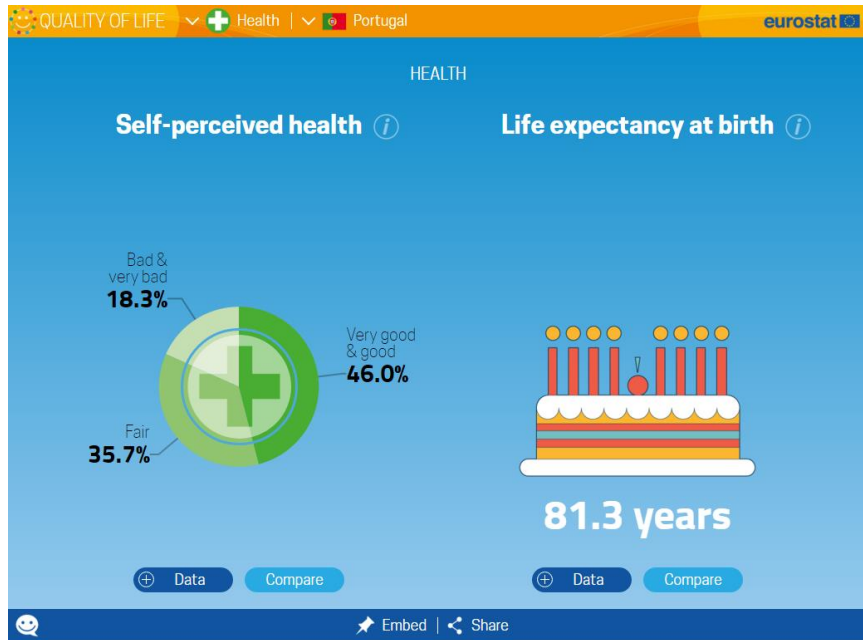 QUALITY OF LIFE Health | Portugal eurostat
HEALTH
Self-perceived health i
Life expectancy at birth i
Bad &
very bad
18.3%
Very good
& good
46.0%
Fair
35.7%
81.3 years
Data Compare
Data Compare
Embed | Share